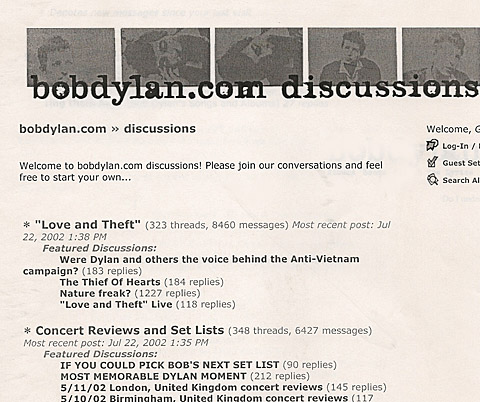 bobdylan.com discussions
bobdylan.com » discussions
Welcome, G
Log-In /
Guest Set
Search Al
Welcome to bobdylan.com discussions! Please join our conversations and feel
free to start your own...
* "Love and Theft" (323 threads, 8460 messages) Most recent post: Jul
22, 2002 1:38 PM
Featured Discussions:
Were Dylan and others the voice behind the Anti-Vietnam
campaign? (183 replies)
The Thief Of Hearts (184 replies)
Nature freak? (1227 replies)
"Love and Theft" Live (118 replies)
* Concert Reviews and Set Lists (348 threads, 6427 messages)
Most recent post: Jul 22, 2002 1:35 PM
Featured Discussions:
IF YOU COULD PICK BOB'S NEXT SET LIST (90 replies)
MOST MEMORABLE DYLAN MOMENT (212 replies)
5/11/02 London, United Kingdom concert reviews (145 replies)
5/10/02 Birmingham, United Kingdom concert reviews (117